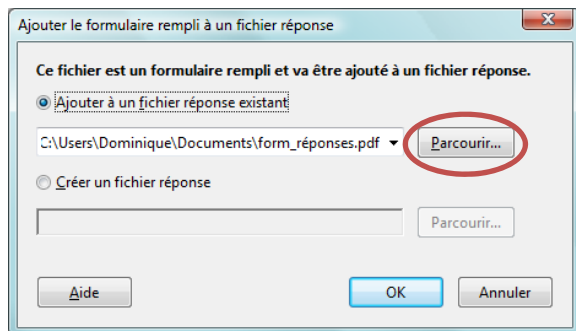 Ajouter le formulaire rempli à un fichier réponse
Ce fichier est un formulaire rempli et va être ajouté à un fichier réponse.
Ajouter à un fichier réponse existant
C:\Users\Dominique\Documents\form_réponses.pdf
Parcourir...
Créer un fichier réponse
Parcourir...
Aide
OK
Annuler